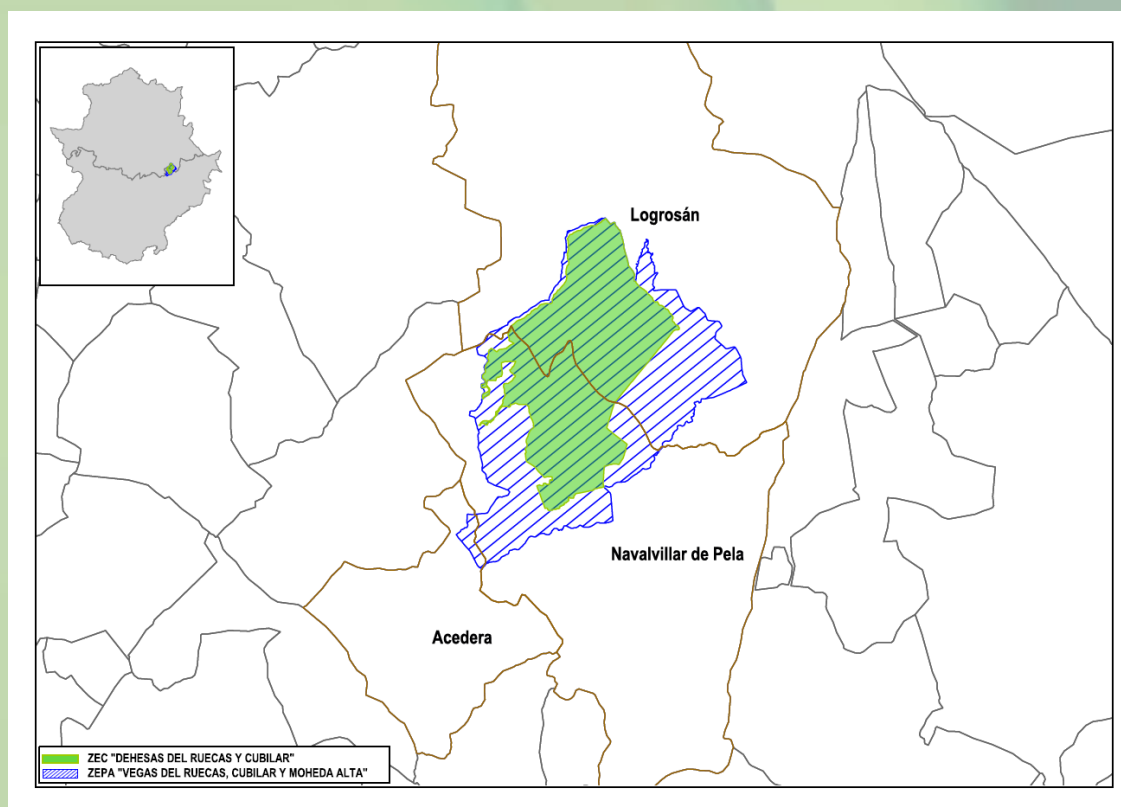 Logrosán
Navalvillar de Pela
Acedera
ZEC "DEHESAS DEL RUECAS Y CUBILAR"
ZEPA "VEGAS DEL RUECAS, CUBILAR Y MOHEDA ALTA"